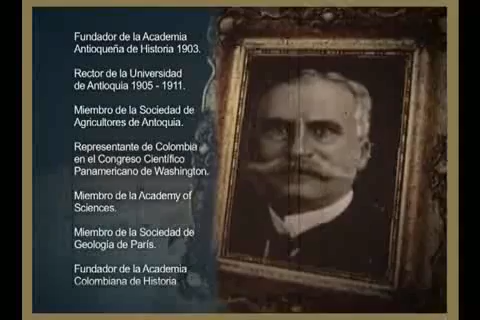 Fundador de la Academia
Antioqueña de Historia 1903.
Rector de la Universidad
de Antioquia 1905 - 1911.
Miembro de la Sociedad de
Agricultores de Antoquia.
Representante de Colombia
en el Congreso Científico
Panamericano de Washington.
Miembro de la Academy of
Sciences.
Miembro de la Sociedad de
Geología de París.
Fundador de la Academia
Colombiana de Historia